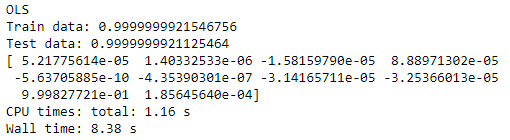 OLS
Train data: 0.9999999921546756
Test data: 0.9999999921125464
[ 5.21775614e-05 1.40332533e-06 -1.58159790e-05 8.88971302e-05
-5.63705885e-10 -4.35390301e-07 -3.14165711e-05 -3.25366013e-05
9.99827721e-01 1.85645640e-04]
CPU times: total: 1.16 s
Wall time: 8.38 s